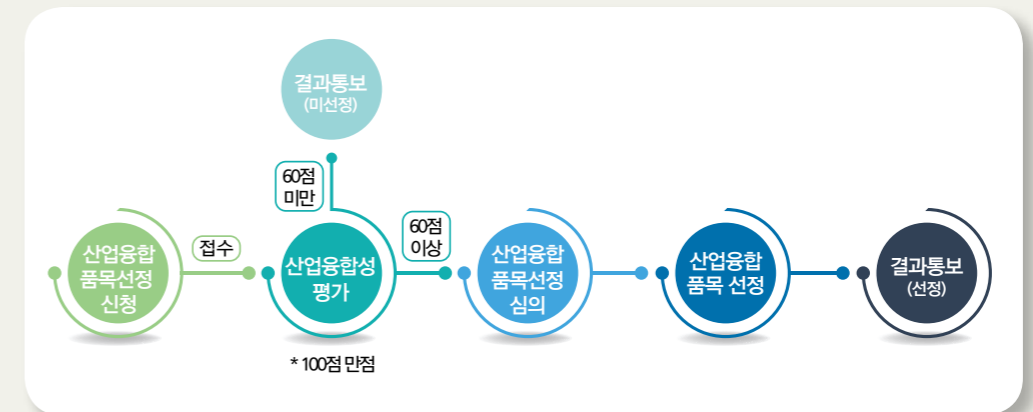 결과통보
(미선정)
60점
미만
산업융합
품목선정
신청
접수
산업융합성
평가
60점
이상
산업융합
품목선정
심의
산업융합
품목 선정
결과통보
(선정)
* 100점 만점